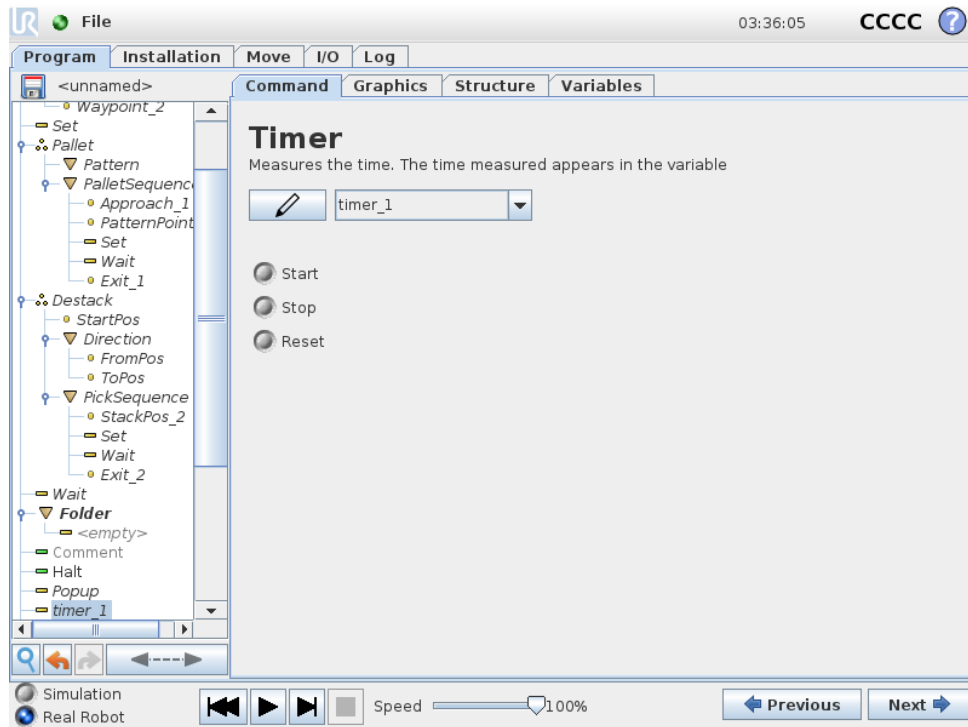 UR File 03:36:05 CCCC ?
Program Installation Move I/O Log
<unnamed> Command Graphics Structure Variables
Waypoint_2
Set
Pallet
Pattern
PalletSequenc
Approach_1
PatternPoint
Set
Wait
Exit_1
Destack
StartPos
Direction
FromPos
ToPos
PickSequence
StackPos_2
Set
Wait
Exit_2
Wait
Folder
<empty>
Comment
Halt
Popup
timer_1
Timer
Measures the time. The time measured appears in the variable
timer_1
Start
Stop
Reset
Simulation
Real Robot
Speed 100%
Previous Next